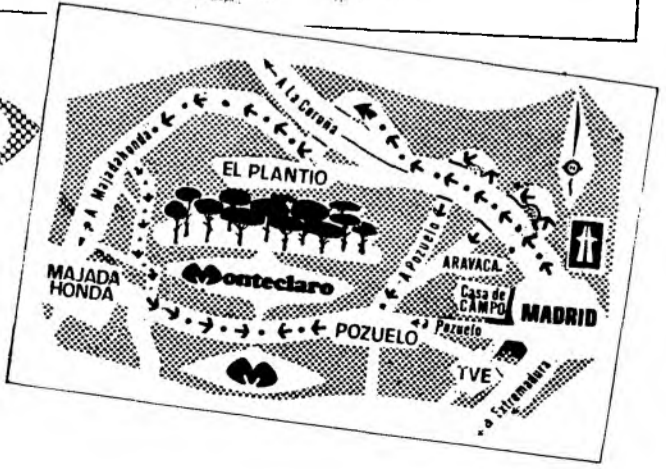 A La Coruña
A Majadahonda
EL PLANTIO
A Pozuelo
ARAVACA
MAJADA
HONDA
Monteclaro
Casa de
CAMPO
MADRID
POZUELO
a Pozuelo
TVE
a Extremadura